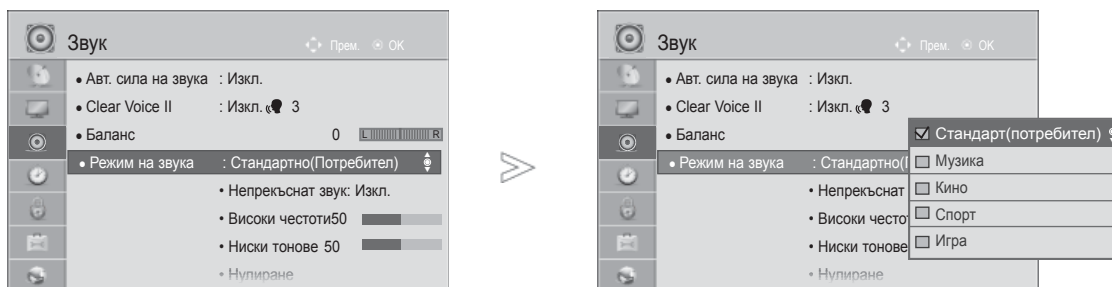 Звук
Прем. OK
• Авт. сила на звука : Изкл.
• Clear Voice II : Изкл. 3
• Баланс 0 L R
• Режим на звука : Стандартно(Потребител)
• Непрекъснат звук: Изкл.
• Високи честоти50
• Ниски тонове 50
• Нулиране
Звук
Прем. OK
• Авт. сила на звука : Изкл.
• Clear Voice II : Изкл. 3
• Баланс
• Режим на звука : Стандартно(
• Непрекъснат
• Високи често
• Ниски тонове
• Нулиране
Стандарт(потребител)
Музика
Кино
Спорт
Игра